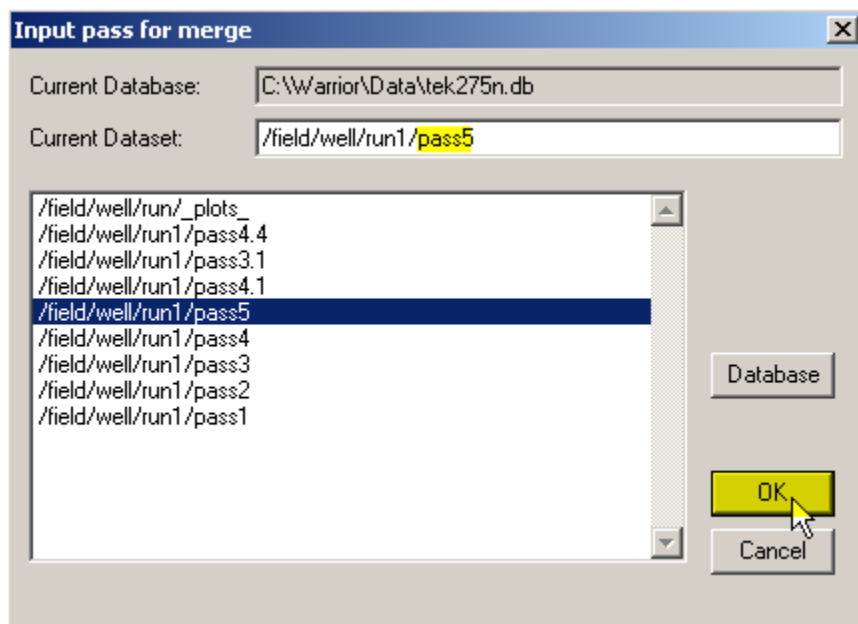 Input pass for merge
Current Database: C:\Warrior\Data\tek275n.db
Current Dataset: /field/well/run1/pass5
/field/well/run/_plots_
/field/well/run1/pass4.4
/field/well/run1/pass3.1
/field/well/run1/pass4.1
/field/well/run1/pass5
/field/well/run1/pass4
/field/well/run1/pass3
/field/well/run1/pass2
/field/well/run1/pass1
Database
OK
Cancel